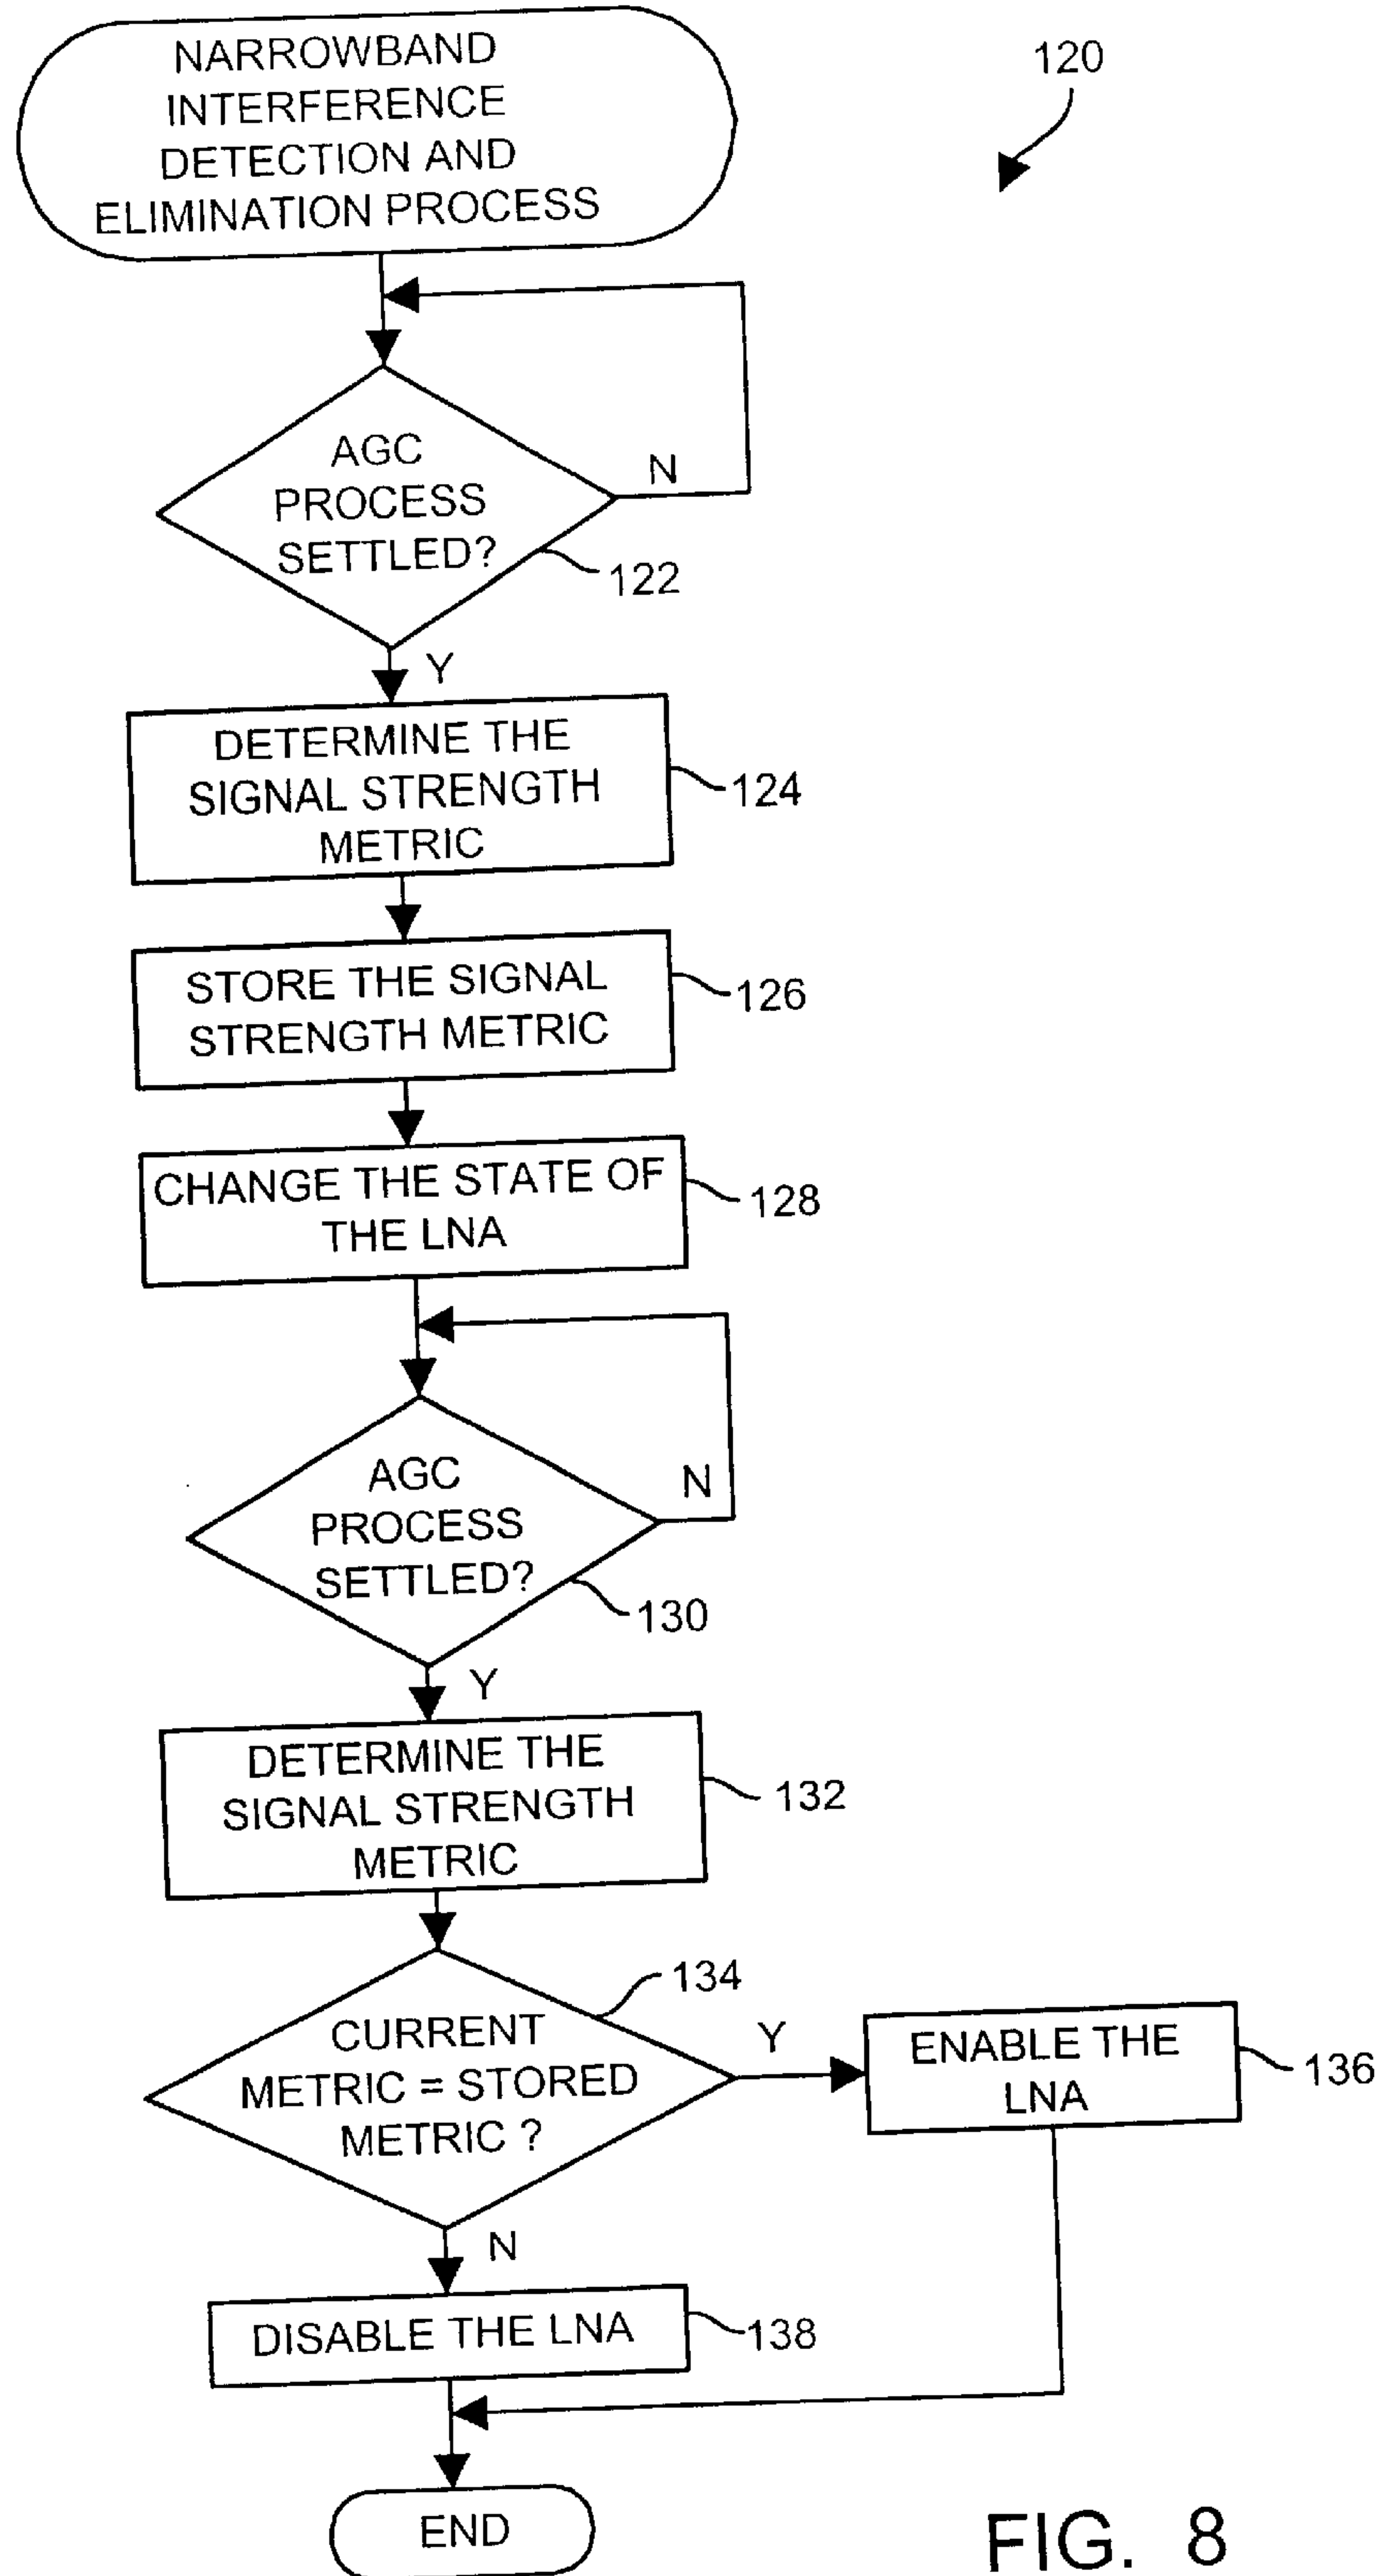 NARROWBAND
INTERFERENCE
DETECTION AND
ELIMINATION PROCESS
120
AGC
PROCESS
SETTLED?
N
122
Y
DETERMINE THE
SIGNAL STRENGTH
METRIC
124
STORE THE SIGNAL
STRENGTH METRIC
126
CHANGE THE STATE OF
THE LNA
128
AGC
PROCESS
SETTLED?
N
130
Y
DETERMINE THE
SIGNAL STRENGTH
METRIC
132
134
CURRENT
METRIC = STORED
METRIC ?
Y
ENABLE THE
LNA
136
N
DISABLE THE LNA
138
END
FIG. 8